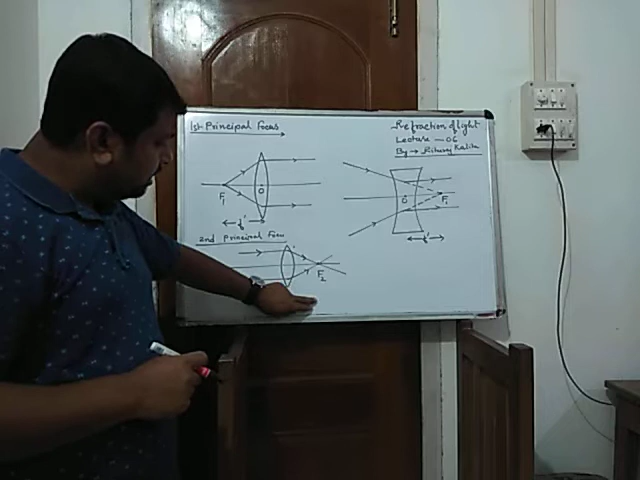 1st Principal Focus
Refraction of light
Lecture - 06
By → Rituraj Kalita
F₁
O
f'
O
F₁
f'
2nd Principal Focus
F₂